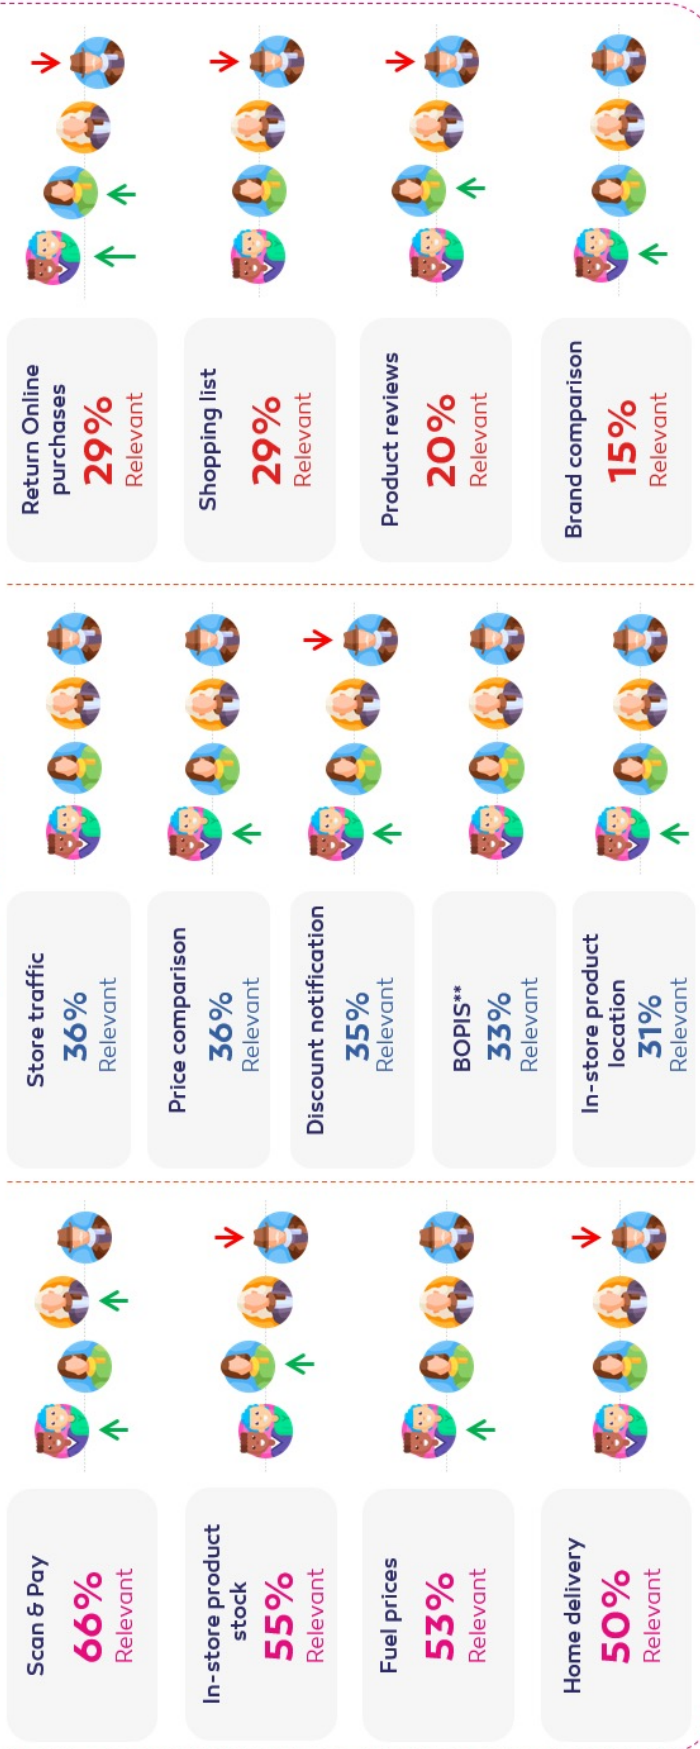 Scan & Pay
66%
Relevant
In-store product
stock
55%
Relevant
Fuel prices
53%
Relevant
Home delivery
50%
Relevant
Store traffic
36%
Relevant
Price comparison
36%
Relevant
Discount notification
35%
Relevant
BOPIS**
33%
Relevant
In-store product
location
31%
Relevant
Return Online
purchases
29%
Relevant
Shopping list
29%
Relevant
Product reviews
20%
Relevant
Brand comparison
15%
Relevant